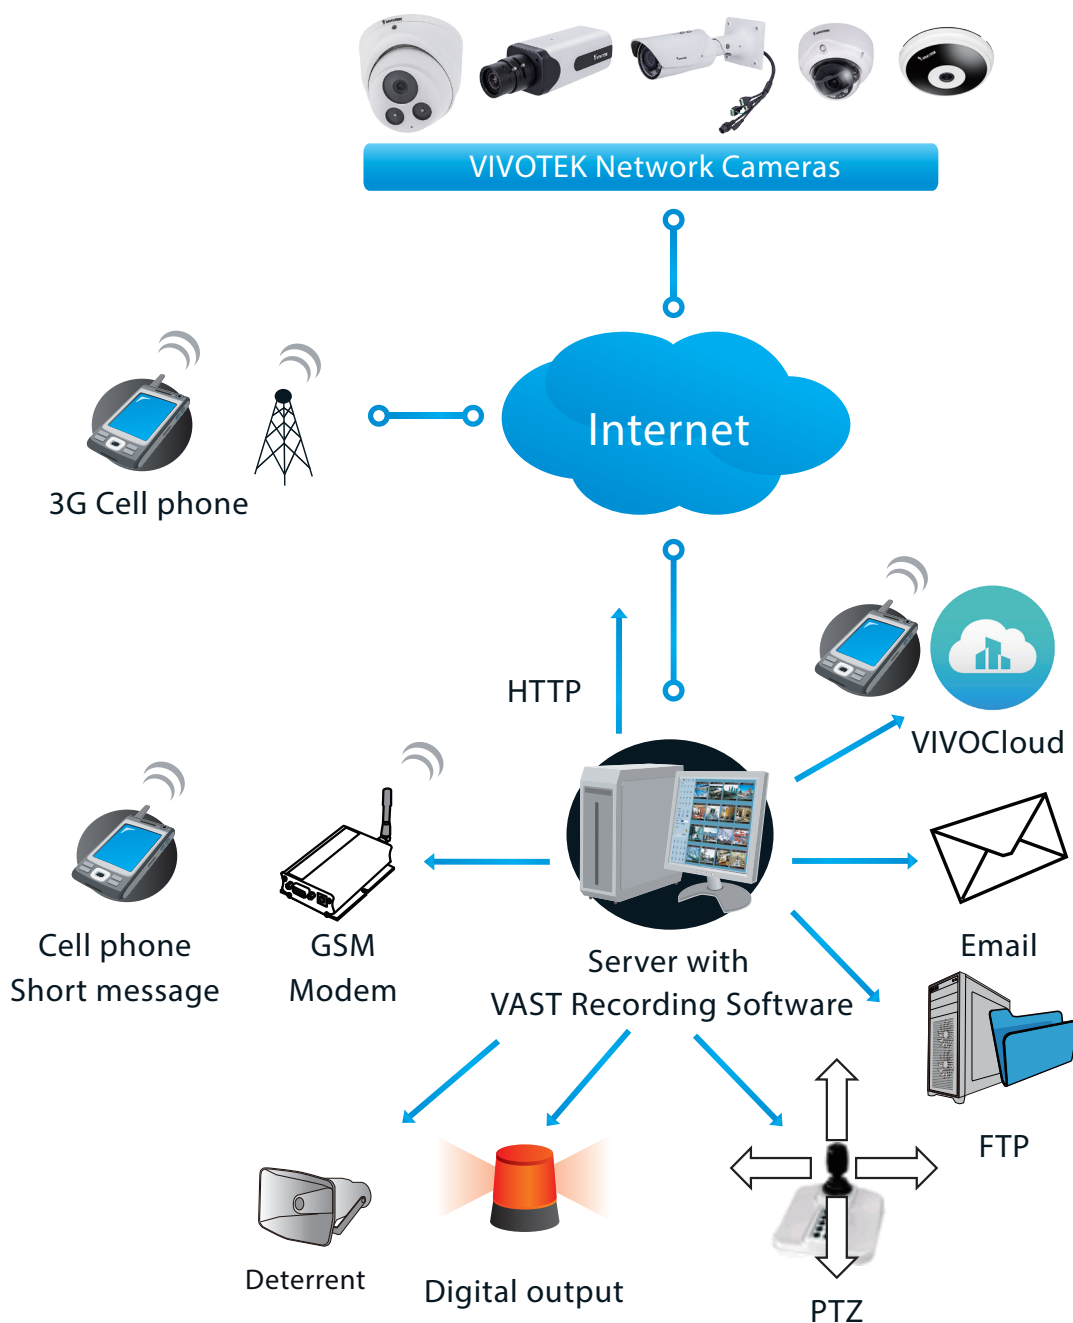 VIVOTEK Network Cameras
Internet
3G Cell phone
HTTP
VIVOCloud
Cell phone
Short message
GSM
Modem
Server with
VAST Recording Software
Email
FTP
Deterrent
Digital output
PTZ